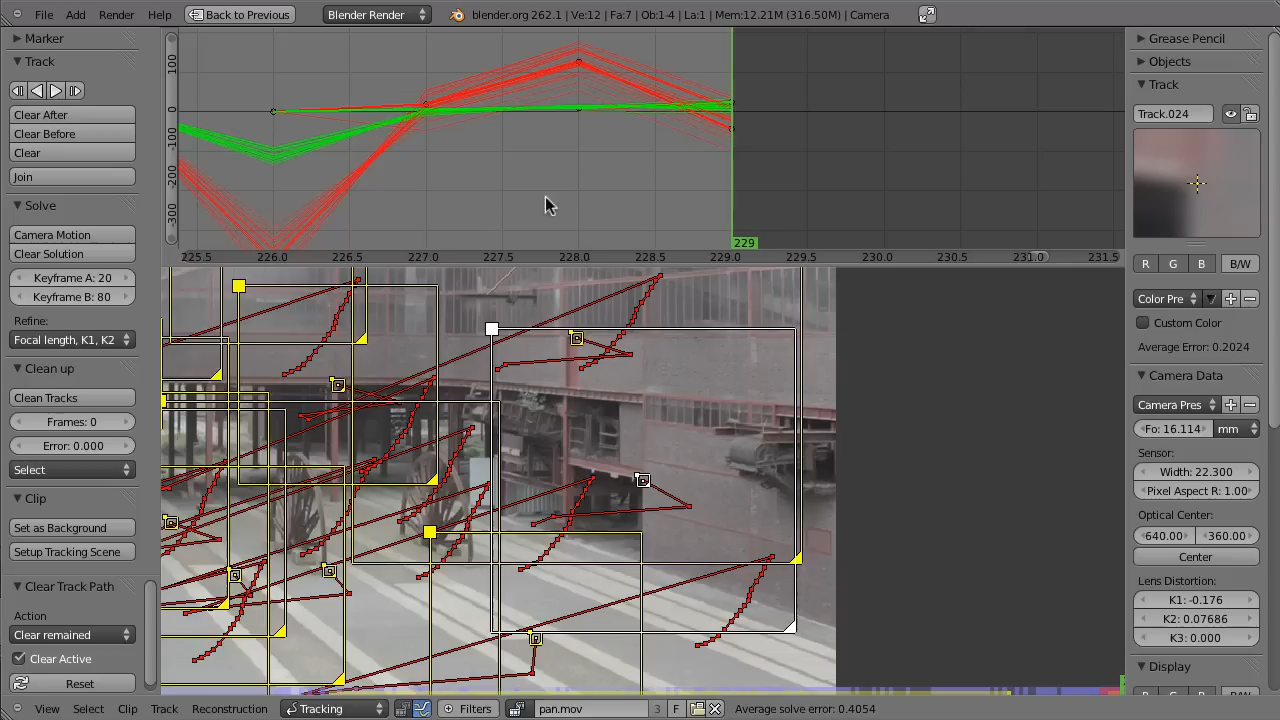 File Add Render Help Back to Previous Blender Render blender.org 262.1 | Ve:12 | Fa:7 | Ob:1-4 | La:1 | Mem:12.21M (316.50M) | Camera
Marker
Track
Clear After
Clear Before
Clear
Join
Solve
Camera Motion
Clear Solution
Keyframe A: 20
Keyframe B: 80
Refine:
Focal length, K1, K2
Clean up
Clean Tracks
Frames: 0
Error: 0.000
Select
Clip
Set as Background
Setup Tracking Scene
Clear Track Path
Action
Clear remained
Clear Active
Reset
100
0
-100
-200
-300
229
225.5 226.0 226.5 227.0 227.5 228.0 228.5 229.0 229.5 230.0 230.5 231.0 231.5
Grease Pencil
Objects
Track
Track.024
R G B B/W
Color Pre
Custom Color
Average Error: 0.2024
Camera Data
Camera Pres
Fo: 16.114 mm
Sensor:
Width: 22.300
Pixel Aspect R: 1.00
Optical Center:
640.00 360.00
Center
Lens Distortion:
K1: -0.176
K2: 0.07686
K3: 0.000
Display
View Select Clip Track Reconstruction Tracking Filters pan.mov 3 F Average solve error: 0.4054